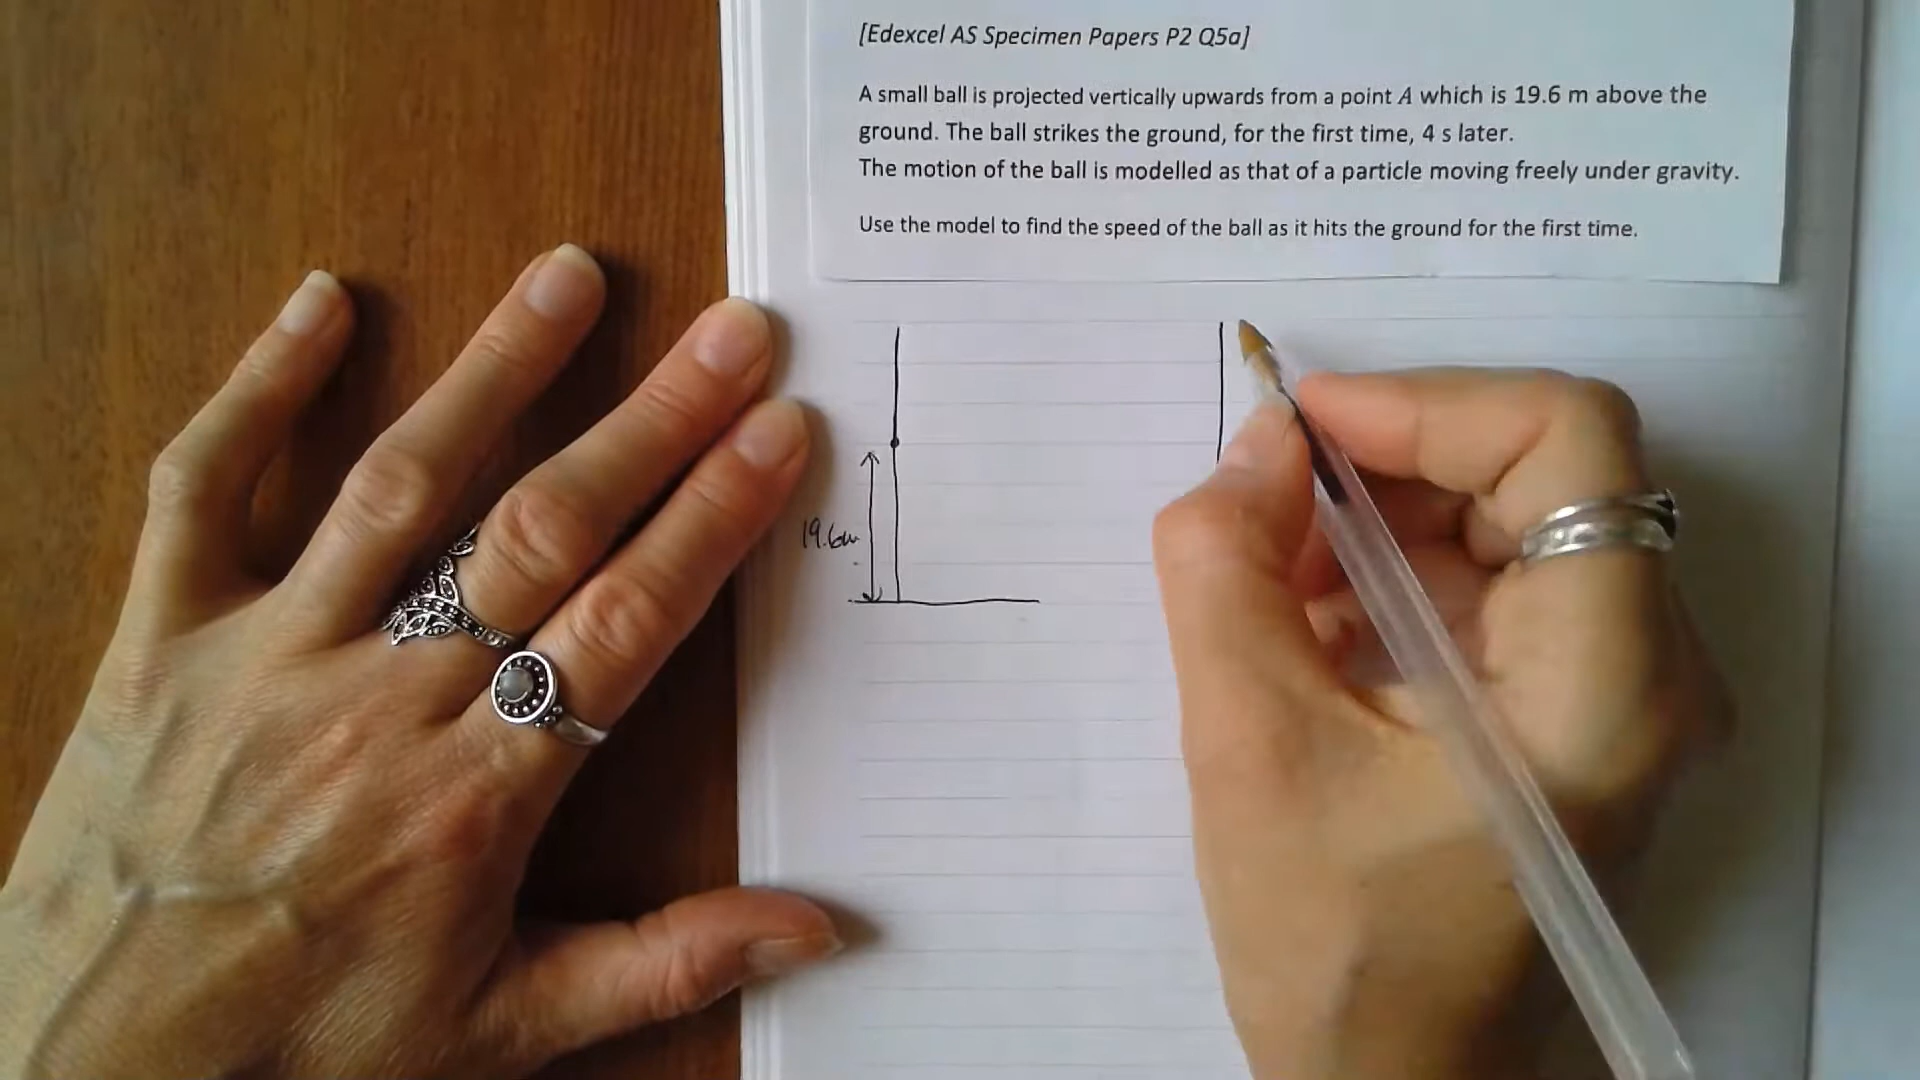 [Edexcel AS Specimen Papers P2 Q5a]
A small ball is projected vertically upwards from a point A which is 19.6 m above the
ground. The ball strikes the ground, for the first time, 4 s later.
The motion of the ball is modelled as that of a particle moving freely under gravity.
Use the model to find the speed of the ball as it hits the ground for the first time.
19.6m